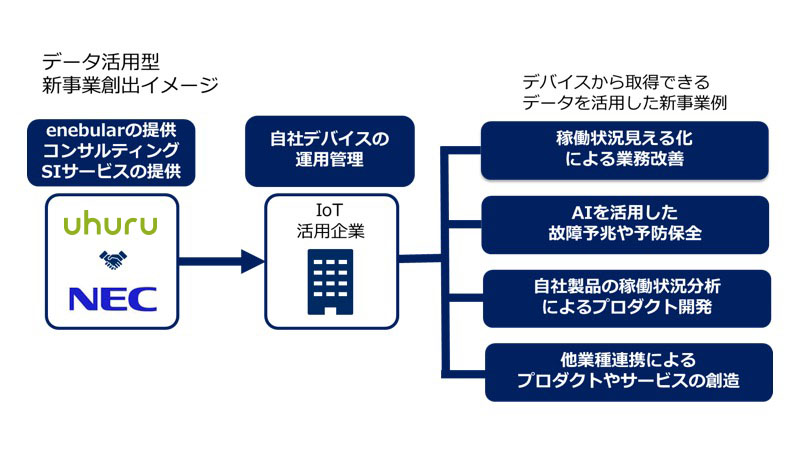 データ活用型
新事業創出イメージ
enebularの提供
コンサルティング
SIサービスの提供
uhuru
NEC
自社デバイスの
運用管理
IoT
活用企業
デバイスから取得できる
データを活用した新事業例
稼働状況見える化
による業務改善
AIを活用した
故障予兆や予防保全
自社製品の稼働状況分析
によるプロダクト開発
他業種連携による
プロダクトやサービスの創造